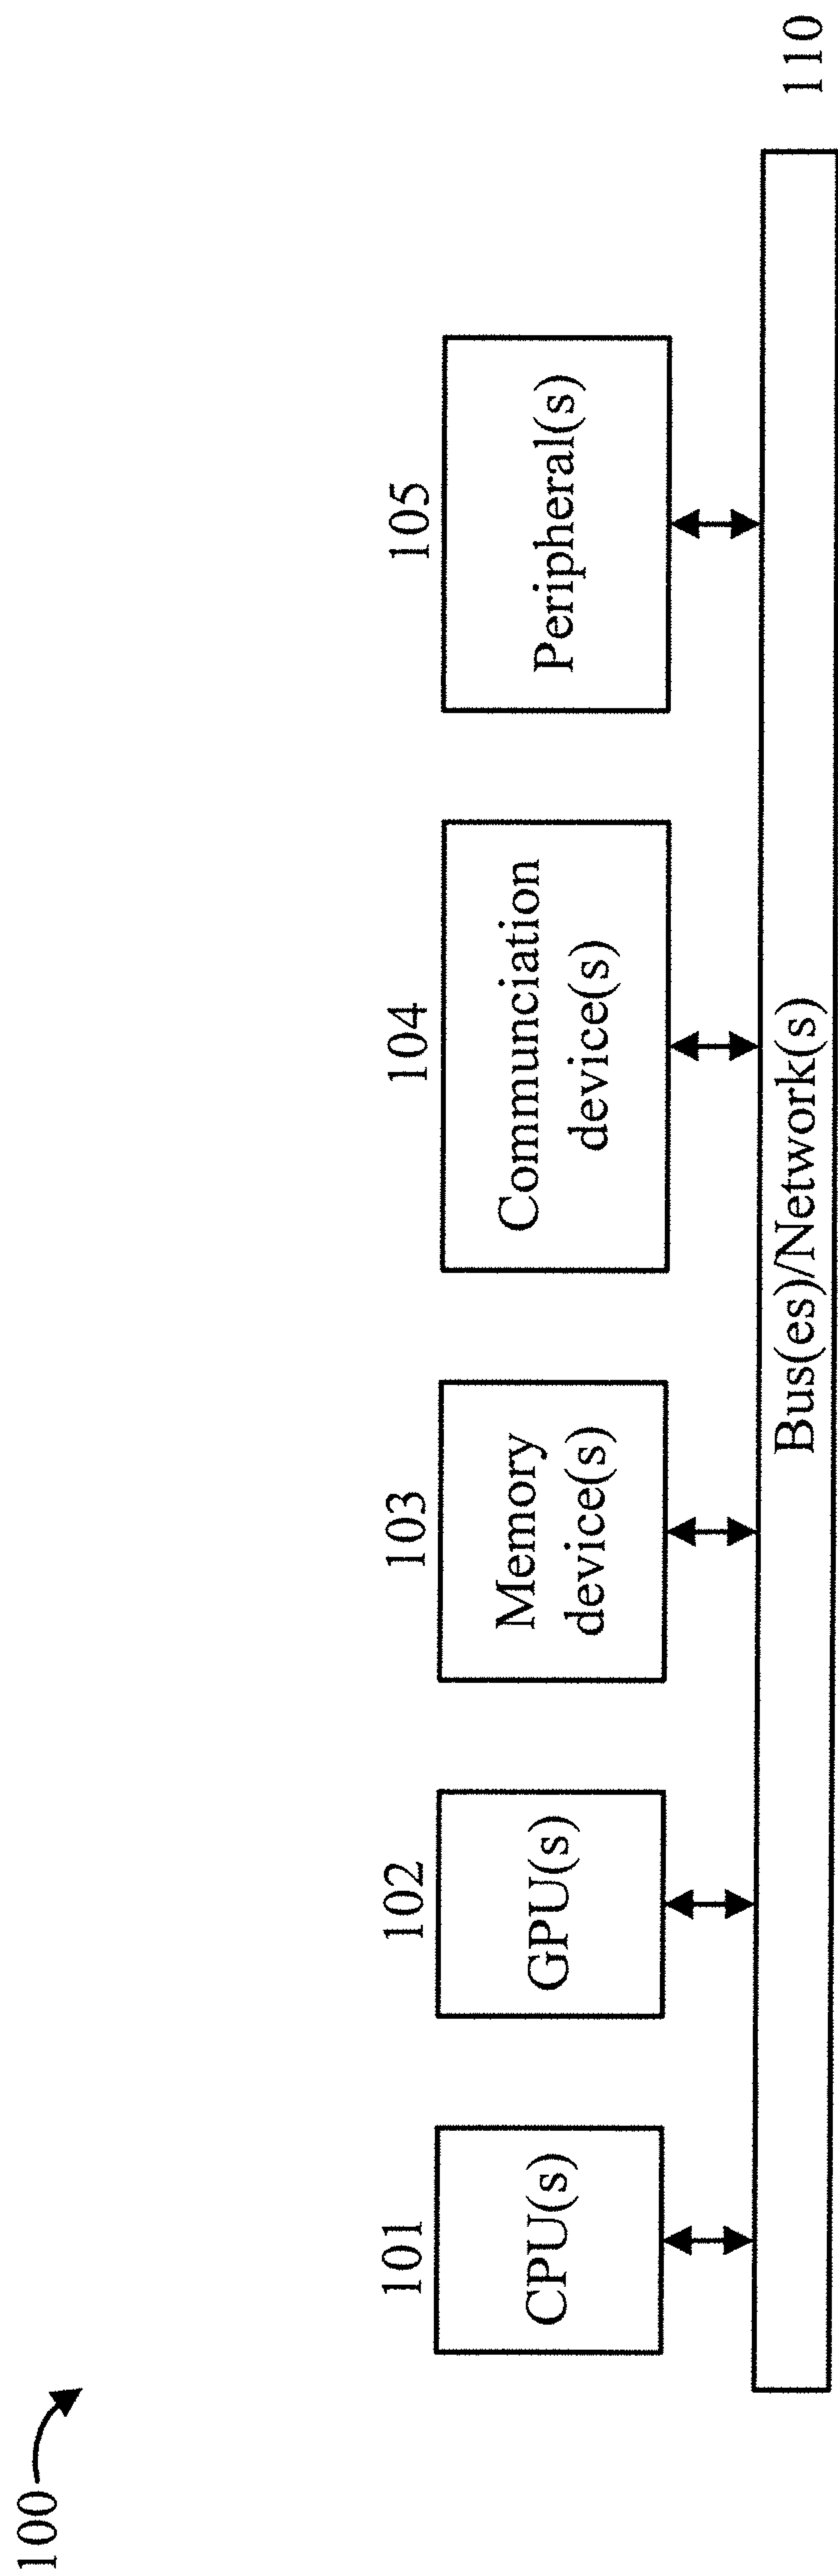 100
101
CPU(s)
102
GPU(s)
103
Memory
device(s)
104
Communciation
device(s)
105
Peripheral(s)
Bus(es)/Network(s)
110